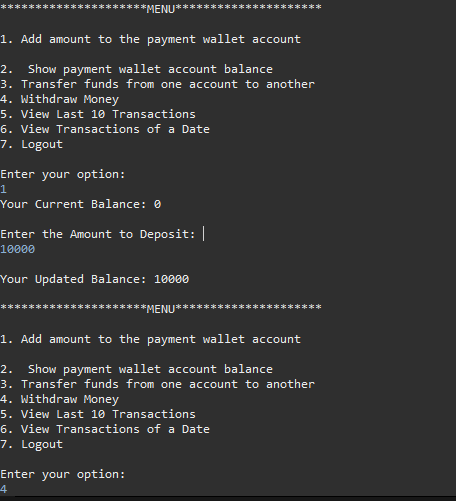 *********************MENU*********************
1. Add amount to the payment wallet account
2.  Show payment wallet account balance
3. Transfer funds from one account to another
4. Withdraw Money
5. View Last 10 Transactions
6. View Transactions of a Date
7. Logout
Enter your option:
1
Your Current Balance: 0
Enter the Amount to Deposit:
10000
Your Updated Balance: 10000
*********************MENU*********************
1. Add amount to the payment wallet account
2.  Show payment wallet account balance
3. Transfer funds from one account to another
4. Withdraw Money
5. View Last 10 Transactions
6. View Transactions of a Date
7. Logout
Enter your option:
4